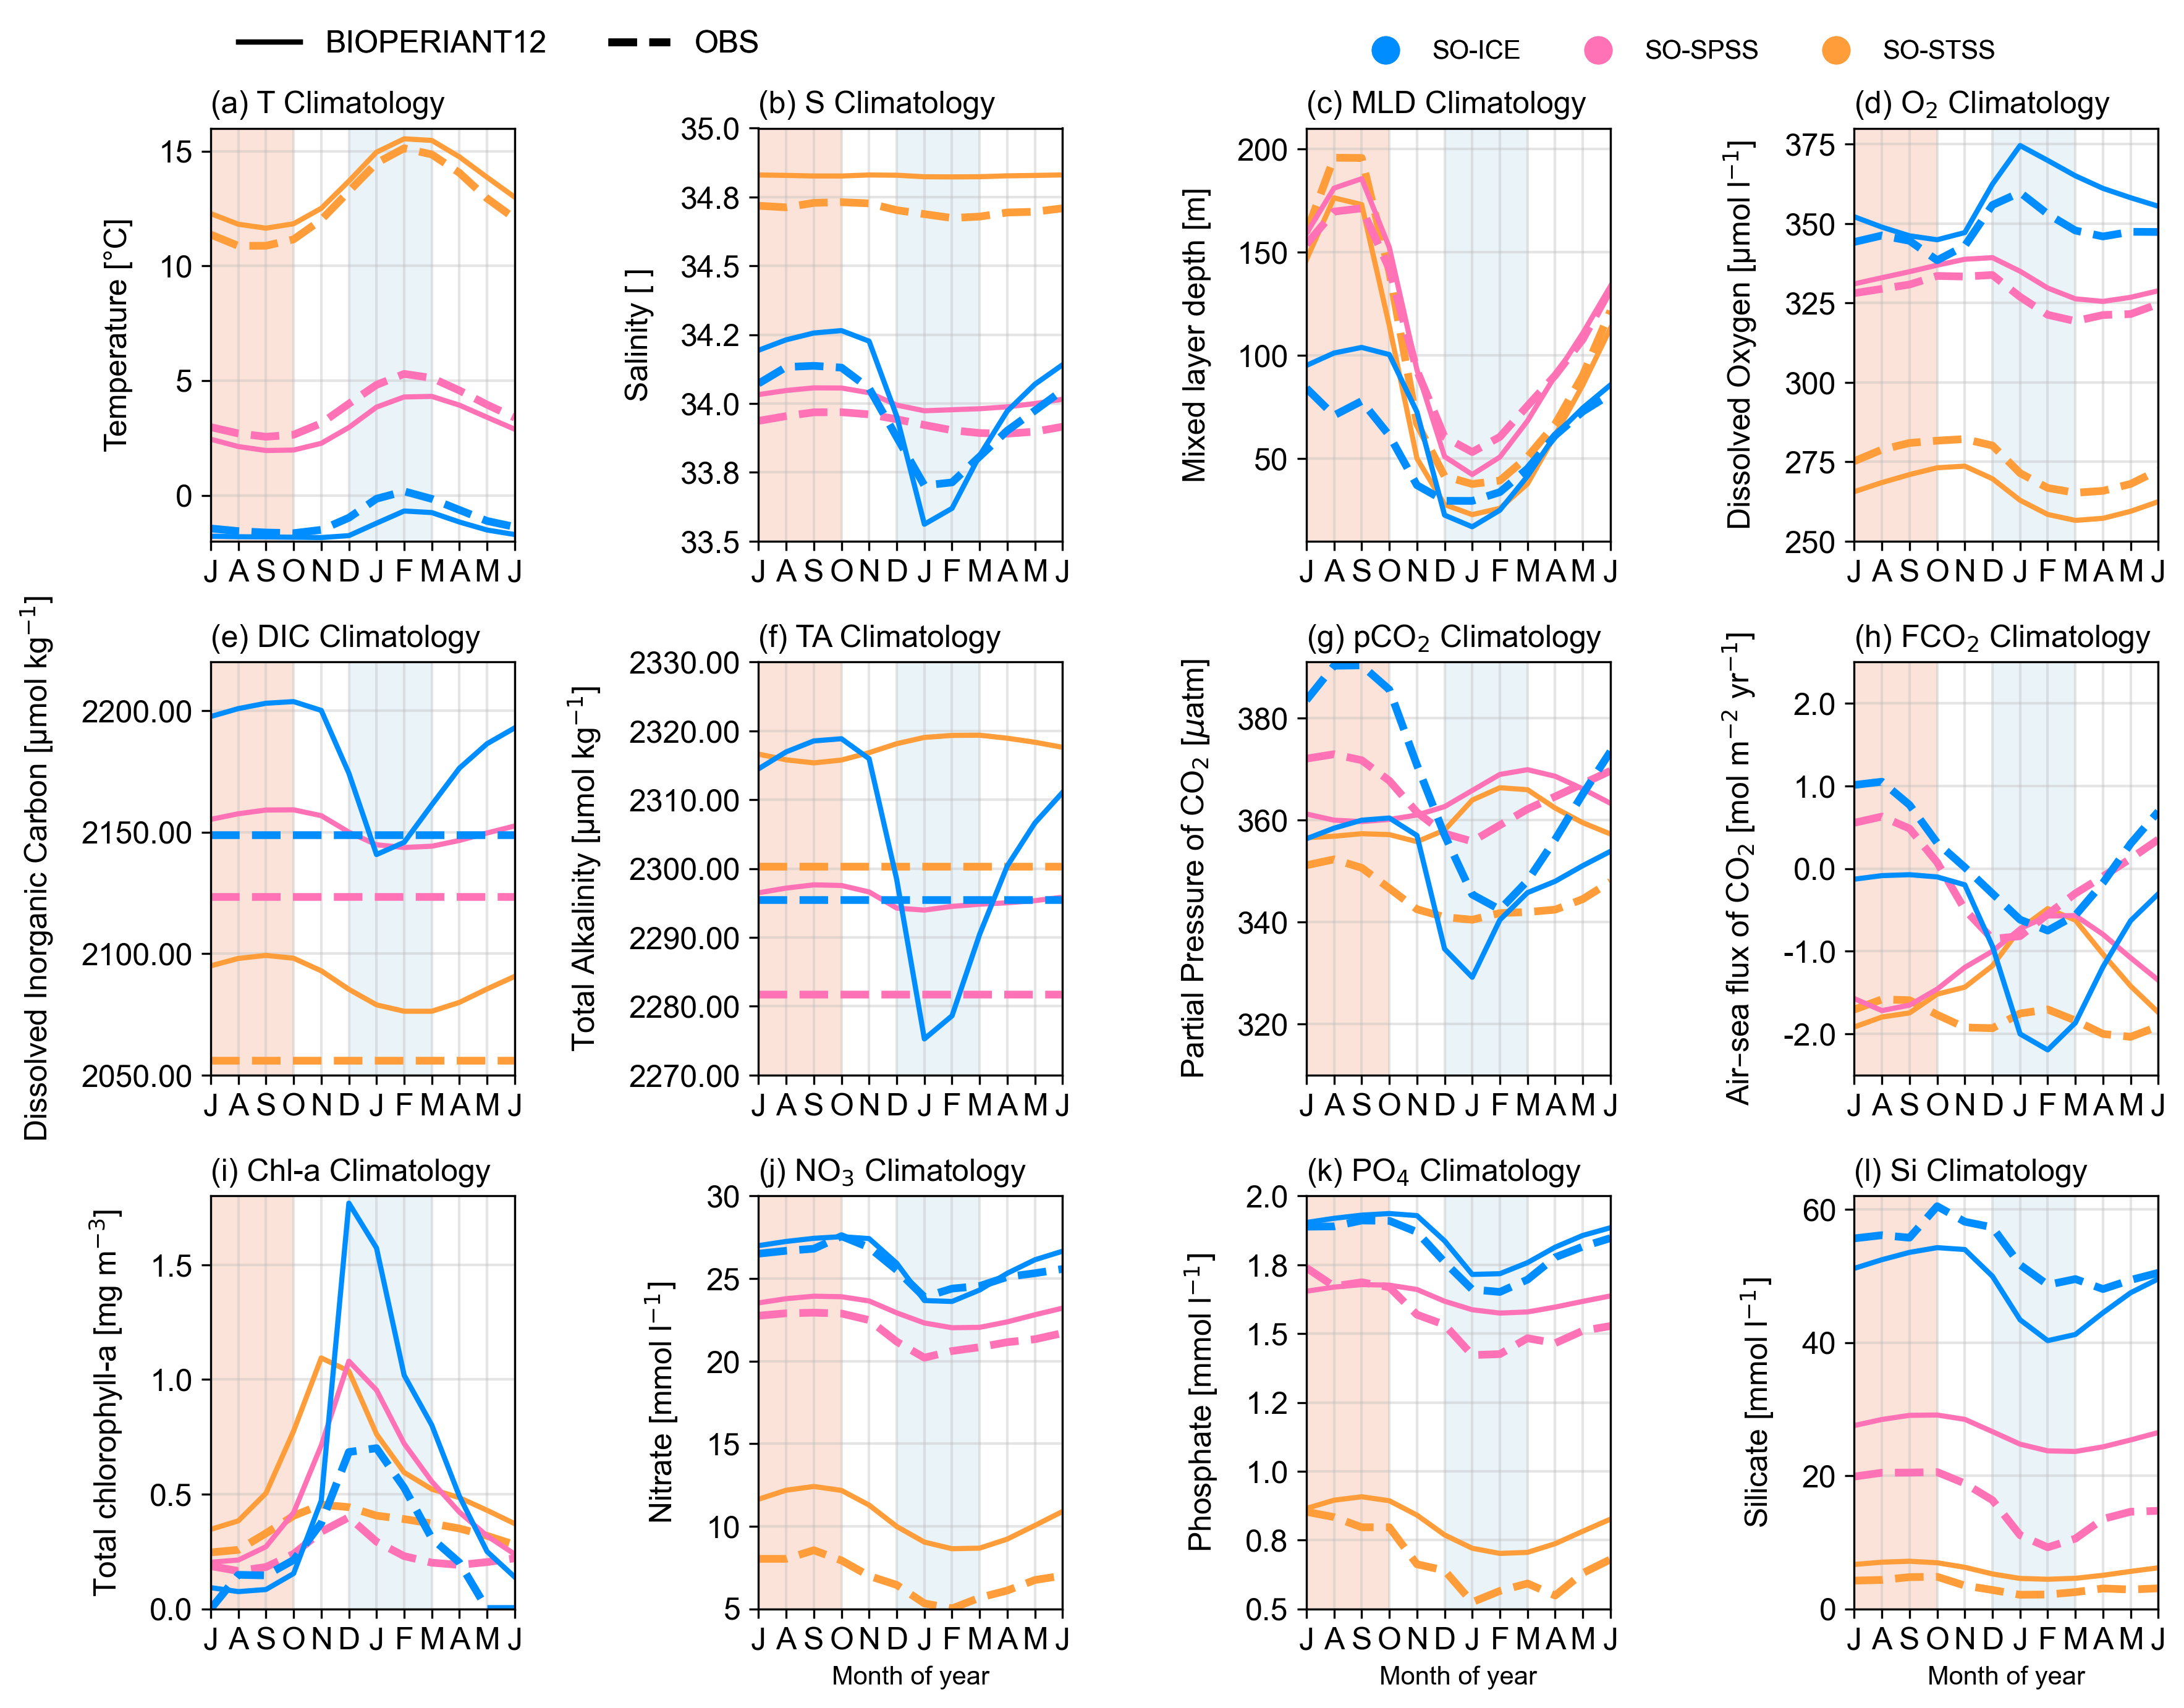 BIOPERIANT12 OBS
SO-ICE SO-SPSS SO-STSS
(a) T Climatology
Temperature [°C]
15
10
5
0
J A S O N D J F M A M J
(b) S Climatology
Salinity [ ]
35.0
34.8
34.5
34.2
34.0
33.8
33.5
J A S O N D J F M A M J
(c) MLD Climatology
Mixed layer depth [m]
200
150
100
50
J A S O N D J F M A M J
(d) O₂ Climatology
Dissolved Oxygen [µmol l⁻¹]
375
350
325
300
275
250
J A S O N D J F M A M J
(e) DIC Climatology
Dissolved Inorganic Carbon [µmol kg⁻¹]
2200.00
2150.00
2100.00
2050.00
J A S O N D J F M A M J
(f) TA Climatology
Total Alkalinity [µmol kg⁻¹]
2330.00
2320.00
2310.00
2300.00
2290.00
2280.00
2270.00
J A S O N D J F M A M J
(g) pCO₂ Climatology
Partial Pressure of CO₂ [µatm]
380
360
340
320
J A S O N D J F M A M J
(h) FCO₂ Climatology
Air–sea flux of CO₂ [mol m⁻² yr⁻¹]
2.0
1.0
0.0
-1.0
-2.0
J A S O N D J F M A M J
(i) Chl-a Climatology
Total chlorophyll-a [mg m⁻³]
1.5
1.0
0.5
0.0
J A S O N D J F M A M J
(j) NO₃ Climatology
Nitrate [mmol l⁻¹]
30
25
20
15
10
5
J A S O N D J F M A M J
Month of year
(k) PO₄ Climatology
Phosphate [mmol l⁻¹]
2.0
1.8
1.5
1.2
1.0
0.8
0.5
J A S O N D J F M A M J
Month of year
(l) Si Climatology
Silicate [mmol l⁻¹]
60
40
20
0
J A S O N D J F M A M J
Month of year